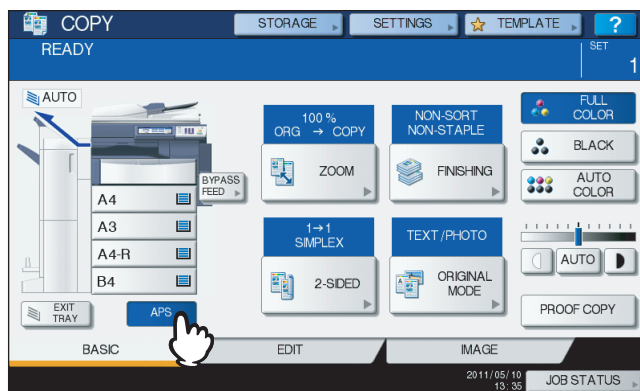 COPY
STORAGE
SETTINGS
TEMPLATE
?
READY
SET
1
AUTO
BYPASS
FEED
A4
A3
A4-R
B4
EXIT
TRAY
APS
100 %
ORG → COPY
ZOOM
NON-SORT
NON-STAPLE
FINISHING
1→1
SIMPLEX
2-SIDED
TEXT/PHOTO
ORIGINAL
MODE
FULL
COLOR
BLACK
AUTO
COLOR
AUTO
PROOF COPY
BASIC
EDIT
IMAGE
2011/05/10
13:35
JOB STATUS